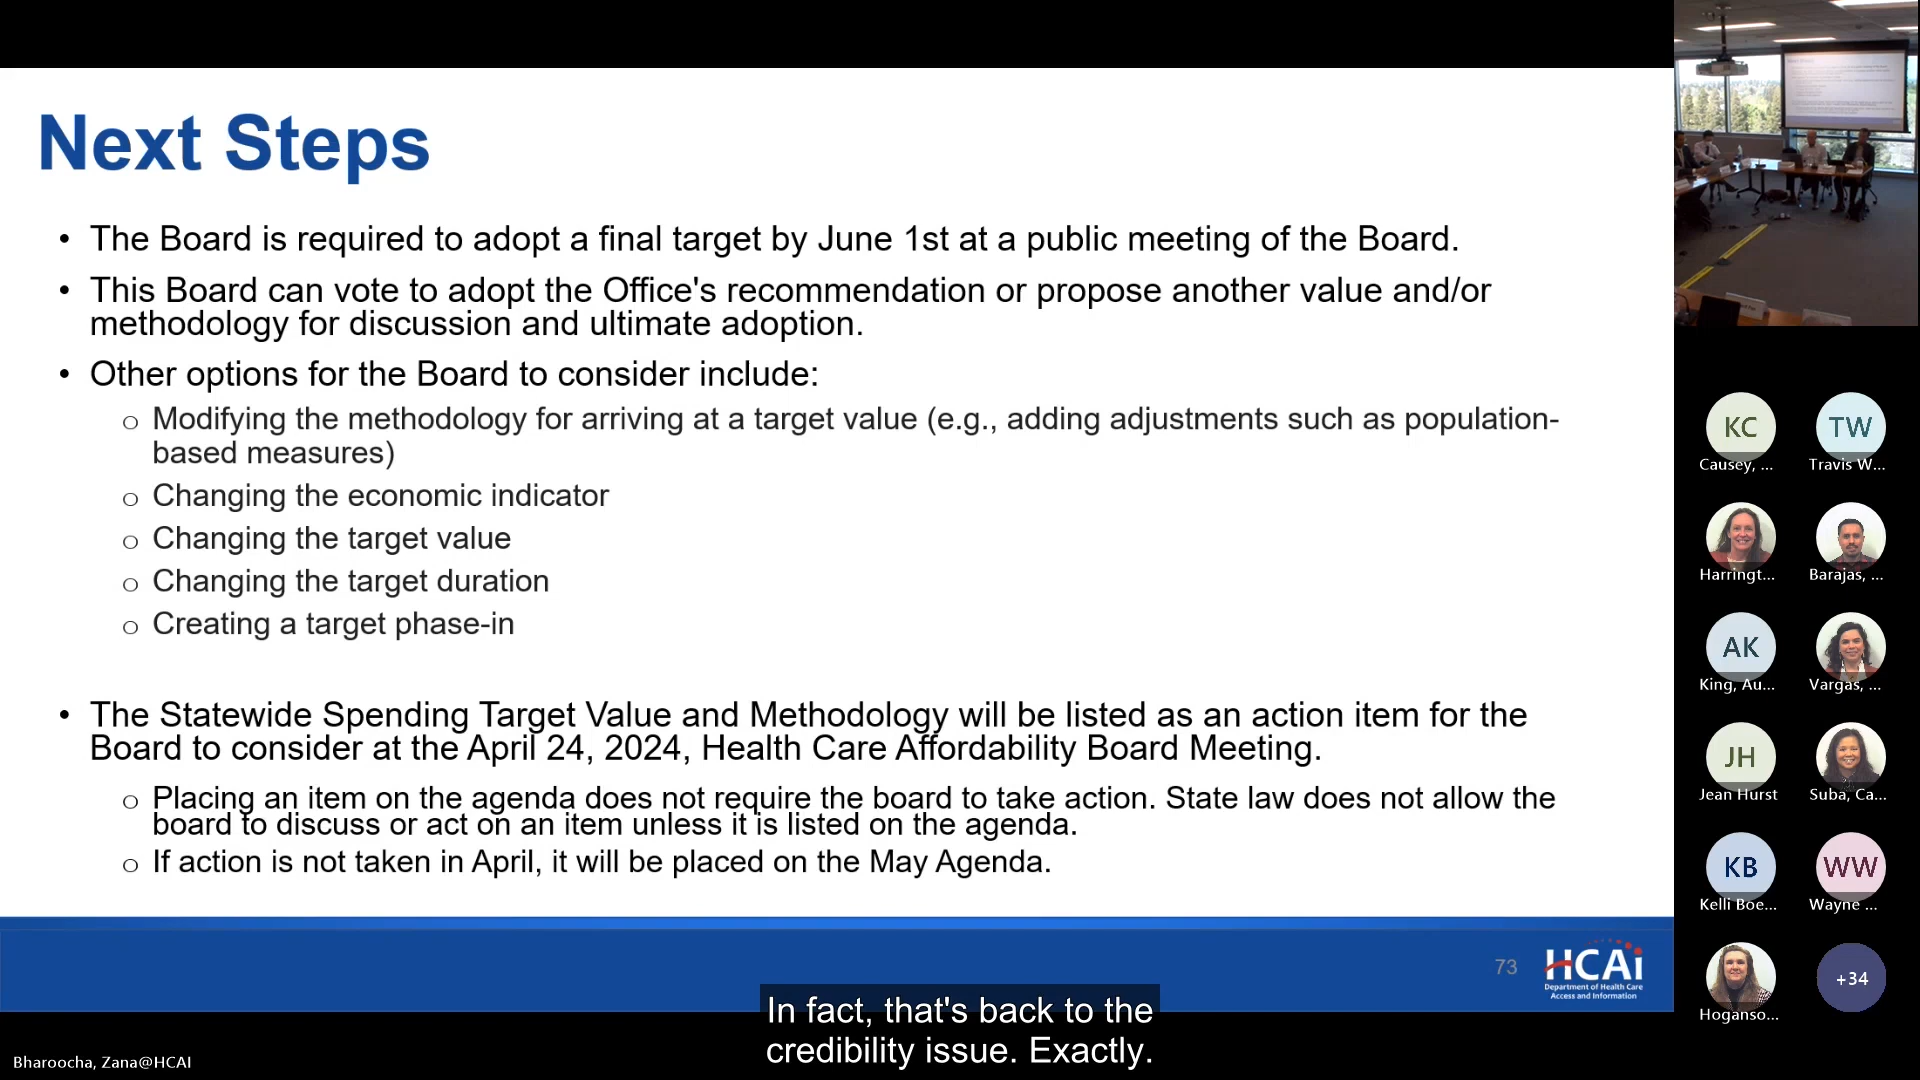 Next Steps
• The Board is required to adopt a final target by June 1st at a public meeting of the Board.
• This Board can vote to adopt the Office's recommendation or propose another value and/or
methodology for discussion and ultimate adoption.
• Other options for the Board to consider include:
o Modifying the methodology for arriving at a target value (e.g., adding adjustments such as population-
based measures)
o Changing the economic indicator
o Changing the target value
o Changing the target duration
o Creating a target phase-in
• The Statewide Spending Target Value and Methodology will be listed as an action item for the
Board to consider at the April 24, 2024, Health Care Affordability Board Meeting.
o Placing an item on the agenda does not require the board to take action. State law does not allow the
board to discuss or act on an item unless it is listed on the agenda.
o If action is not taken in April, it will be placed on the May Agenda.
73
HCAi
Department of Health Care
Access and Information
In fact, that's back to the
credibility issue. Exactly.
Bharoocha, Zana@HCAI
KC
Causey, ...
TW
Travis W...
Harringt...
Barajas, ...
AK
King, Au...
Vargas, ...
JH
Jean Hurst
Suba, Ca...
KB
Kelli Boe...
WW
Wayne ...
Hoganso...
+34